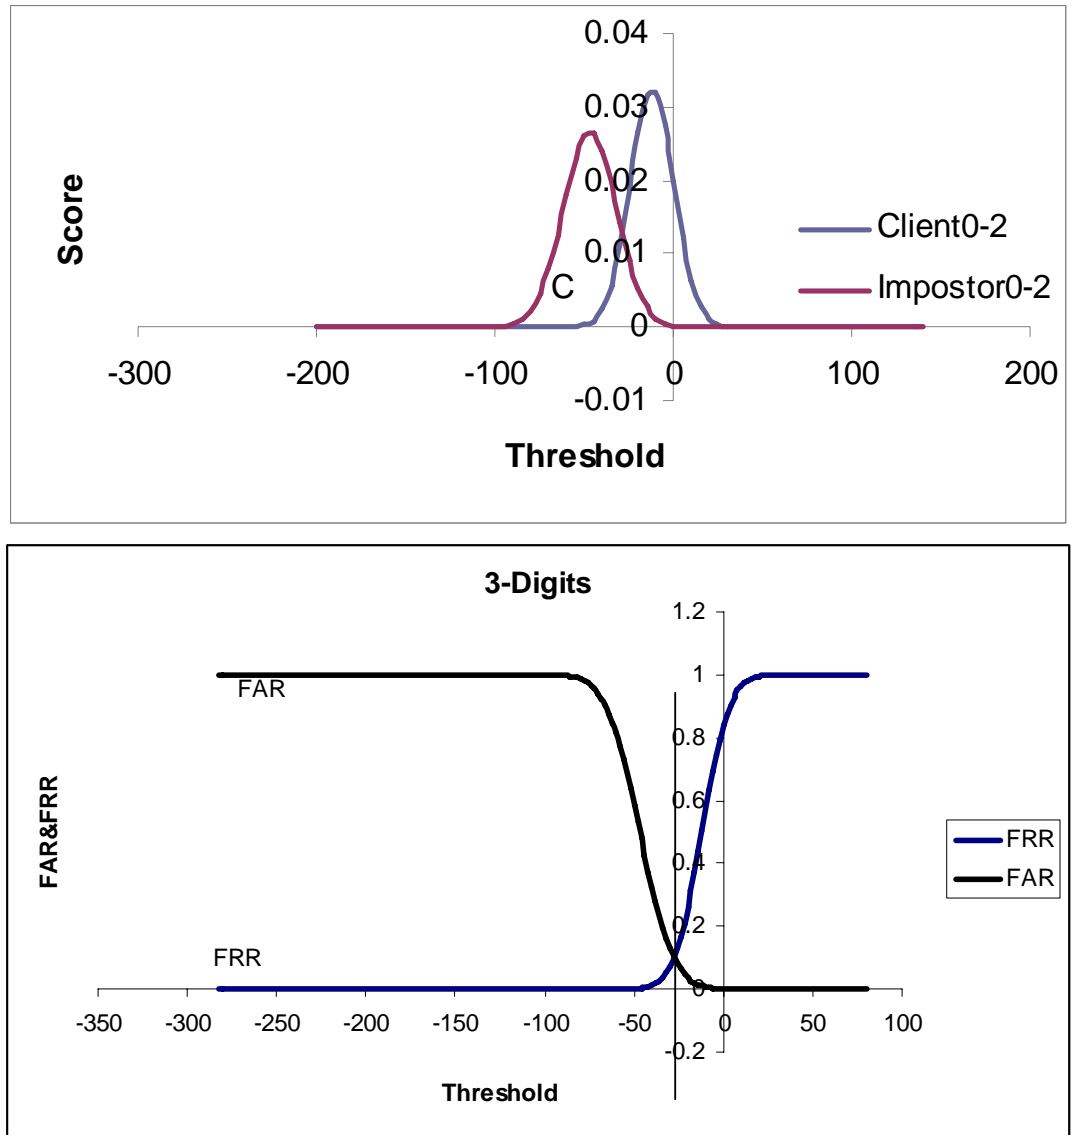 0.04
0.03
0.02
0.01
0
-0.01
Score
C
Client0-2
Impostor0-2
-300 -200 -100 0 100 200
Threshold
3-Digits
1.2
1
0.8
0.6
0.4
0.2
0
-0.2
FAR
FAR&FRR
FRR
FRR
FAR
-350 -300 -250 -200 -150 -100 -50 0 50 100
Threshold